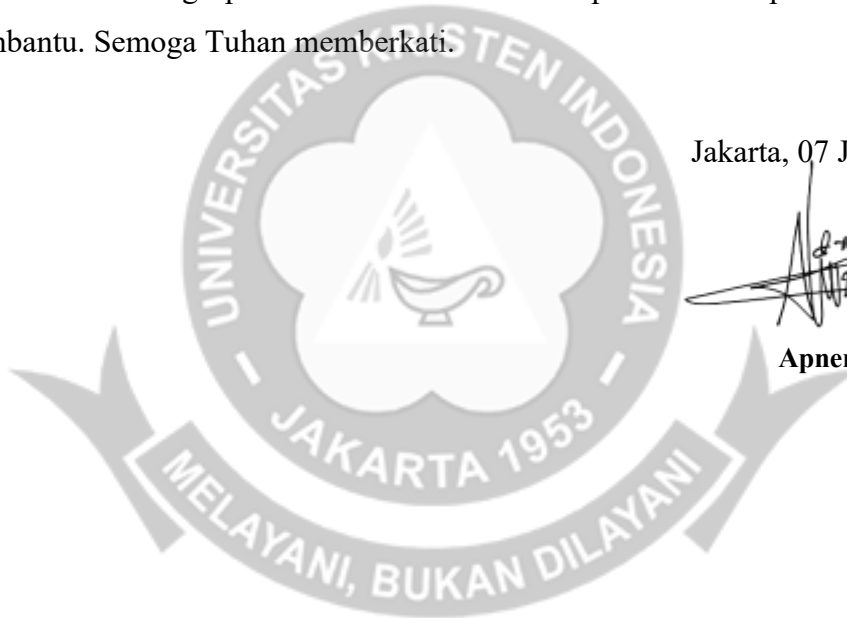 mbantu. Semoga Tuhan memberkati.
UNIVERSITAS KRISTEN INDONESIA
Jakarta, 07 J
Apner
JAKARTA 1953
MELAYANI, BUKAN DILAYANI